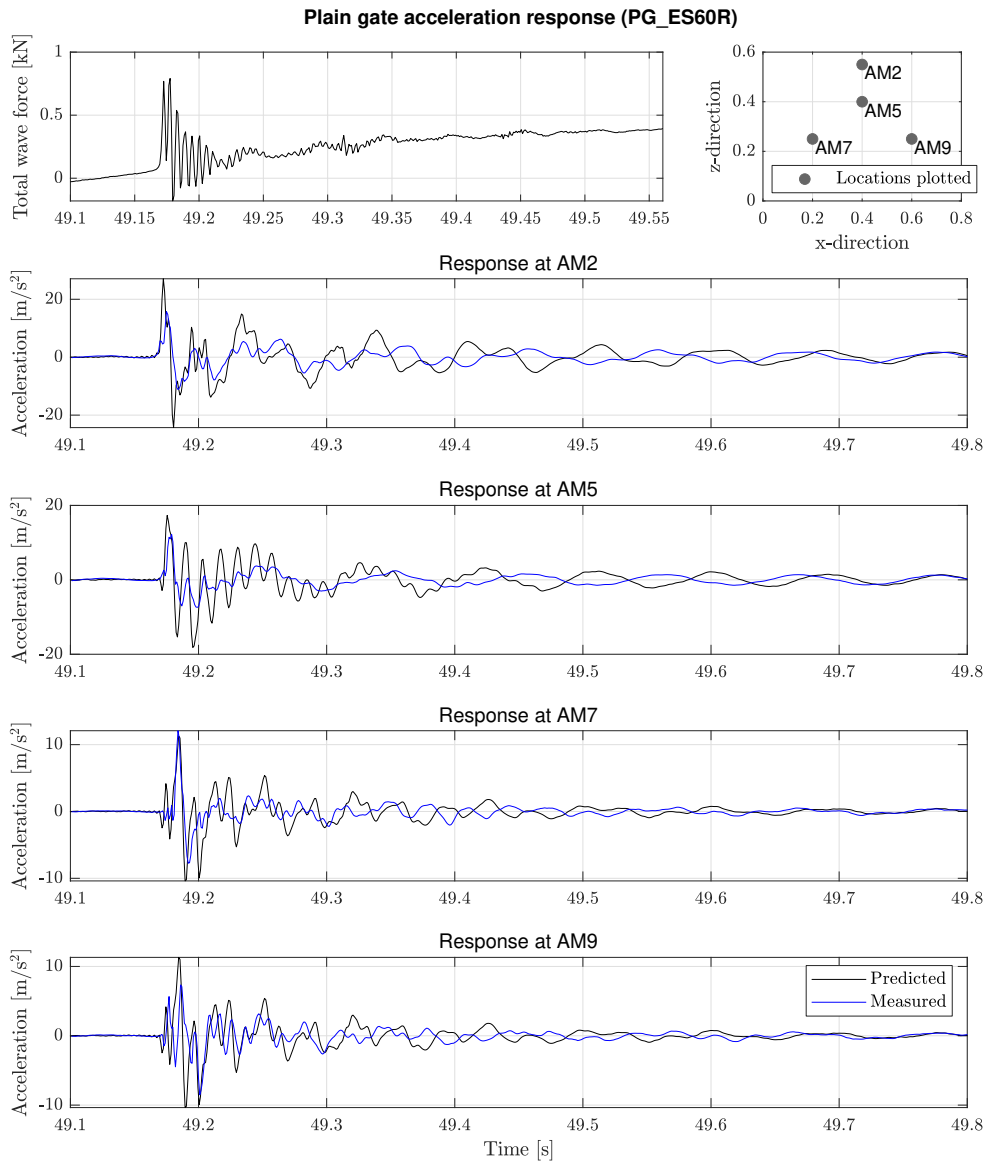 Plain gate acceleration response (PG_ES60R)
Total wave force [kN]
1
0.5
0
49.1 49.15 49.2 49.25 49.3 49.35 49.4 49.45 49.5 49.55
z-direction
0.6
0.4
0.2
0
AM2
AM5
AM7 AM9
Locations plotted
0 0.2 0.4 0.6 0.8
x-direction
Response at AM2
Acceleration [m/s²]
20
0
-20
49.1 49.2 49.3 49.4 49.5 49.6 49.7 49.8
Response at AM5
Acceleration [m/s²]
20
0
-20
49.1 49.2 49.3 49.4 49.5 49.6 49.7 49.8
Response at AM7
Acceleration [m/s²]
10
0
-10
49.1 49.2 49.3 49.4 49.5 49.6 49.7 49.8
Response at AM9
Acceleration [m/s²]
10
0
-10
Predicted
Measured
49.1 49.2 49.3 49.4 49.5 49.6 49.7 49.8
Time [s]